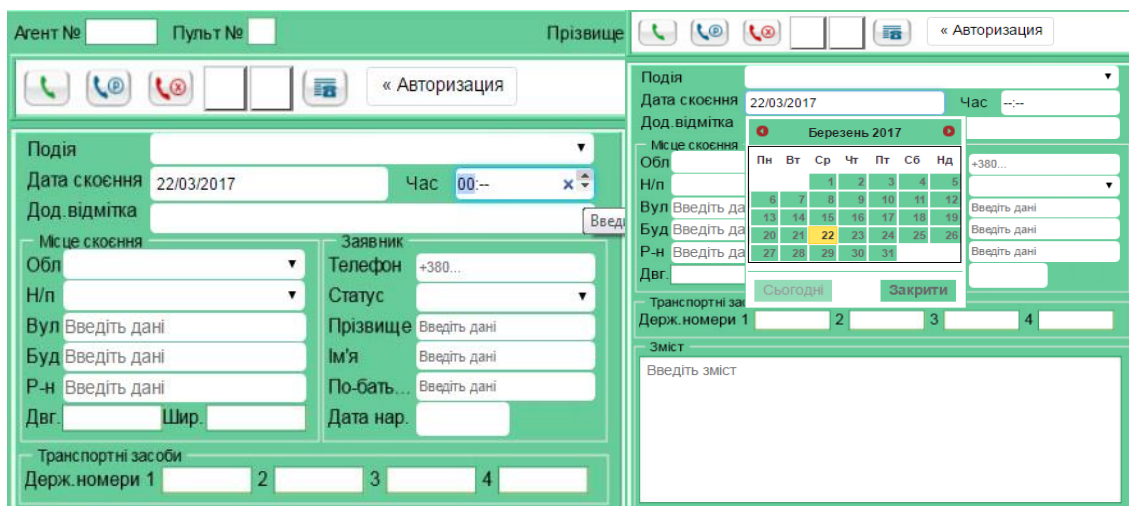 Агент № Пульт № Прізвище
« Авторизация
Подія
Дата скоєння 22/03/2017 Час 00:--
Дод.відмітка
Введ
Місце скоєння
Обл
Н/п
Вул Введіть дані
Буд Введіть дані
Р-н Введіть дані
Двг. Шир.
Заявник
Телефон +380...
Статус
Прізвище Введіть дані
Ім'я Введіть дані
По-бать... Введіть дані
Дата нар.
Транспортні засоби
Держ.номери 1 2 3 4
« Авторизация
Подія
Дата скоєння 22/03/2017 Час --:--
Дод.відмітка
Місце скоєння
Обл
Н/п
Вул Введіть да
Буд Введіть да
Р-н Введіть да
Двг.
Березень 2017
Пн Вт Ср Чт Пт Сб Нд
1 2 3 4 5
6 7 8 9 10 11 12
13 14 15 16 17 18 19
20 21 22 23 24 25 26
27 28 29 30 31
Сьогодні Закрити
+380...
Введіть дані
Введіть дані
Введіть дані
Транспортні зас
Держ.номери 1 2 3 4
Зміст
Введіть зміст